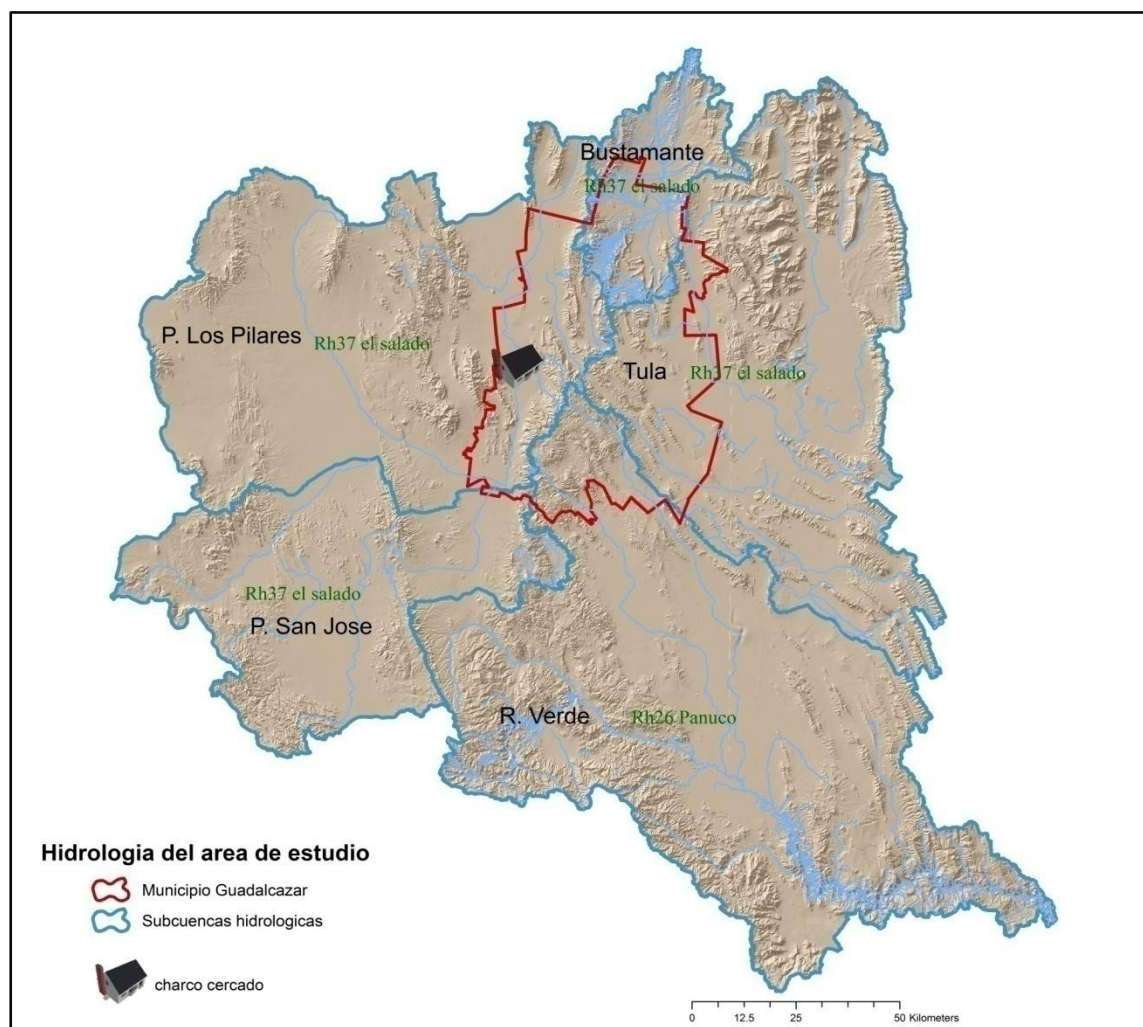 Bustamante
Rh37 el salado
P. Los Pilares
Rh37 el salado
Tula
Rh37 el salado
Rh37 el salado
P. San Jose
R. Verde
Rh26 Panuco
Hidrologia del area de estudio
Municipio Guadalcazar
Subcuencas hidrologicas
charco cercado
0 12.5 25 50 Kilometers